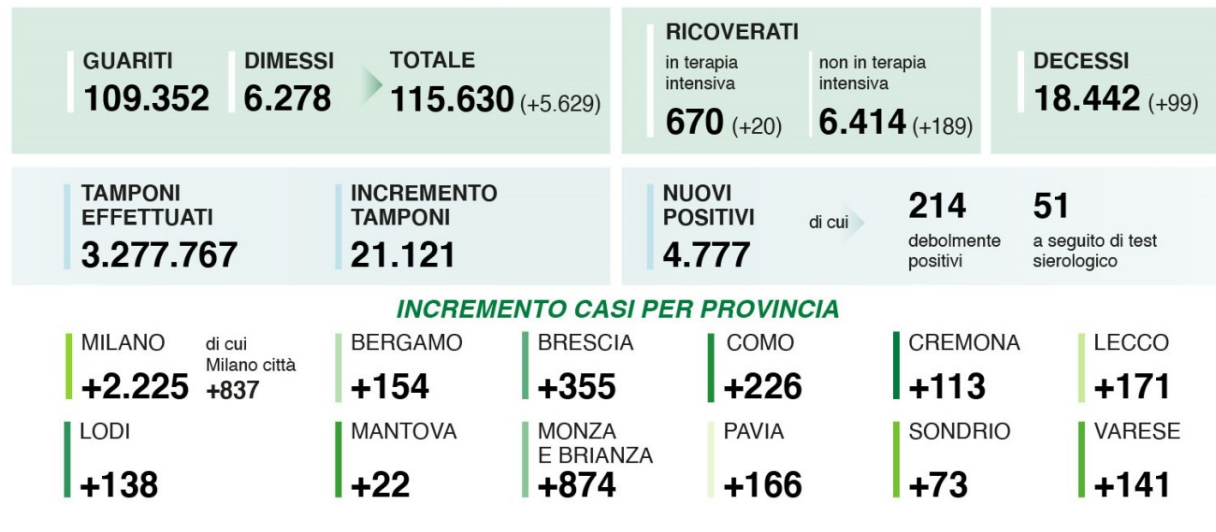 GUARITI
109.352
DIMESSI
6.278
TOTALE
115.630 (+5.629)
RICOVERATI
in terapia
intensiva
670 (+20)
non in terapia
intensiva
6.414 (+189)
DECESSI
18.442 (+99)
TAMPONI
EFFETTUATI
3.277.767
INCREMENTO
TAMPONI
21.121
NUOVI
POSITIVI
4.777
di cui
214
debolmente
positivi
51
a seguito di test
sierologico
INCREMENTO CASI PER PROVINCIA
MILANO
+2.225
di cui
Milano città
+837
BERGAMO
+154
BRESCIA
+355
COMO
+226
CREMONA
+113
LECCO
+171
LODI
+138
MANTOVA
+22
MONZA
E BRIANZA
+874
PAVIA
+166
SONDRIO
+73
VARESE
+141